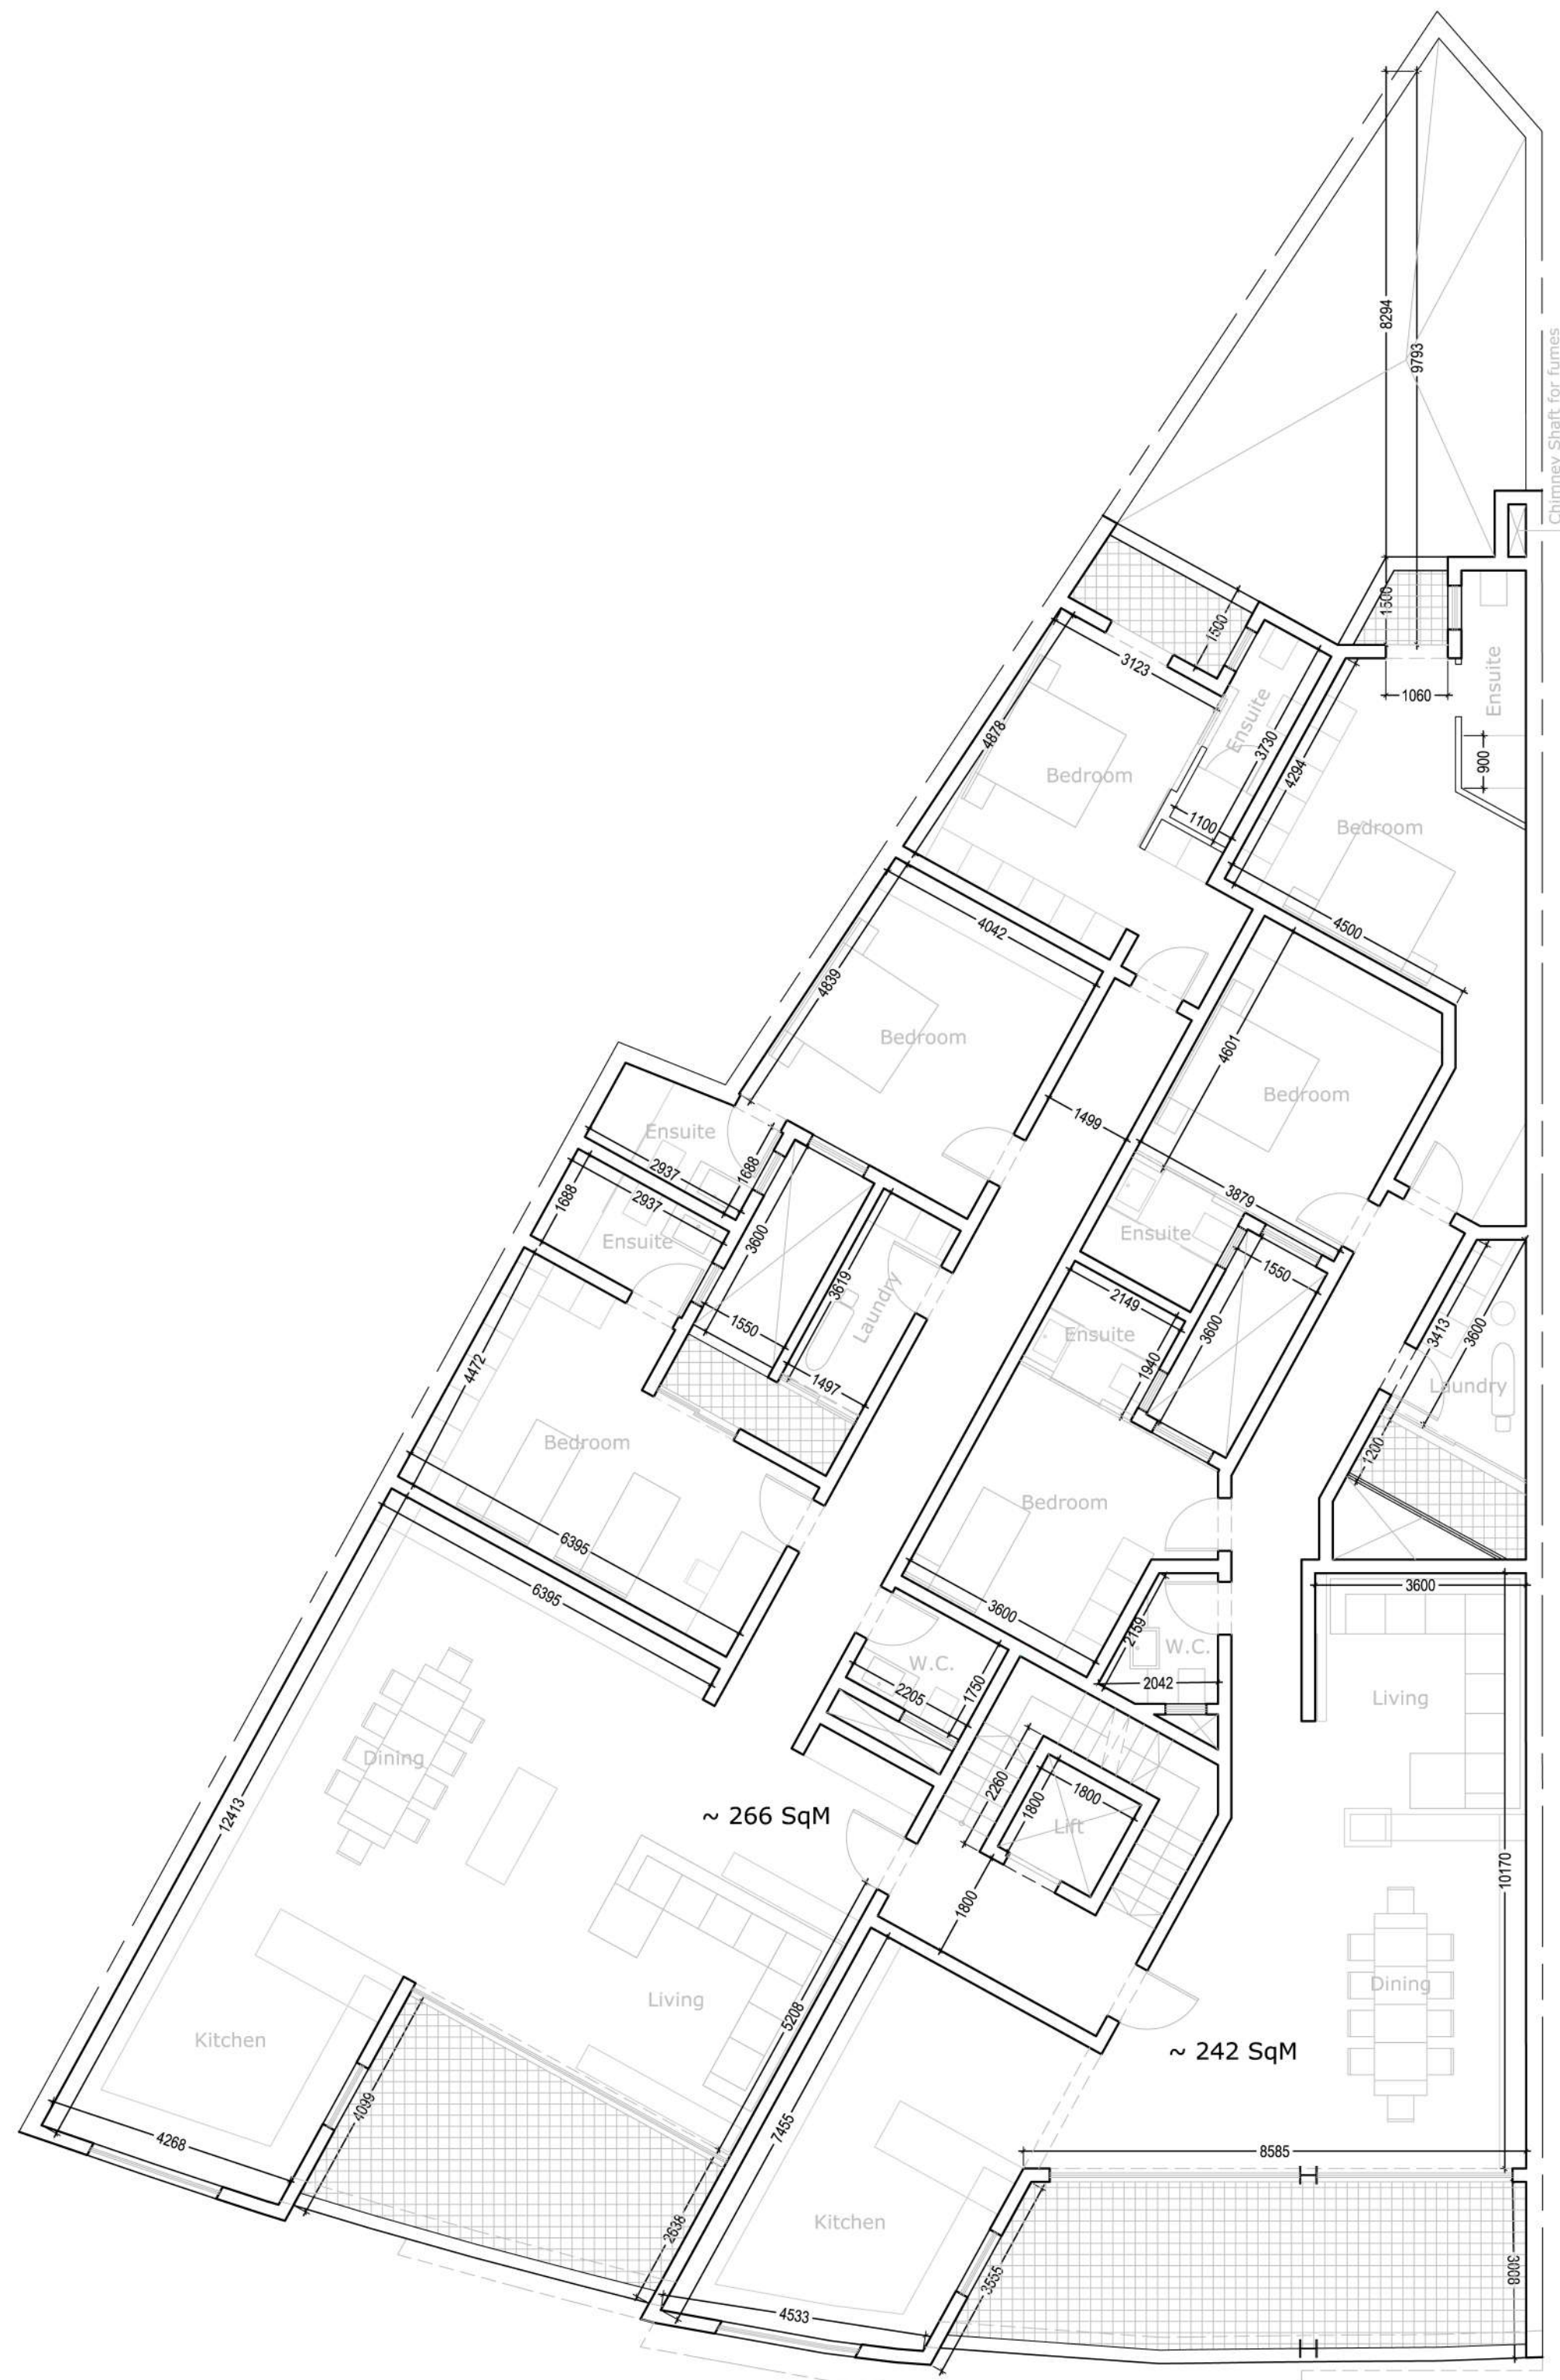 8294
9793
Chimney Shaft for fumes
1500
1500
3123
1060
Ensuite
Ensuite
4878
3730
900
4294
Bedroom
1100
Bedroom
4042
4500
4839
Bedroom
4601
Bedroom
1499
Ensuite
2937
1688
3879
1688
2937
Ensuite
3600
Ensuite
1550
3619
Laundry
2149
1550
Ensuite
3600
3413
3600
4472
1940
1497
Laundry
Bedroom
1200
Bedroom
6395
6395
3600
3600
2159
W.C.
W.C.
2205
1750
2042
Living
Dining
2260
1800
1800
Lift
12413
~ 266 SqM
10170
1800
Dining
Living
5208
Kitchen
~ 242 SqM
4099
7455
4268
8585
Kitchen
2638
3555
3008
4533